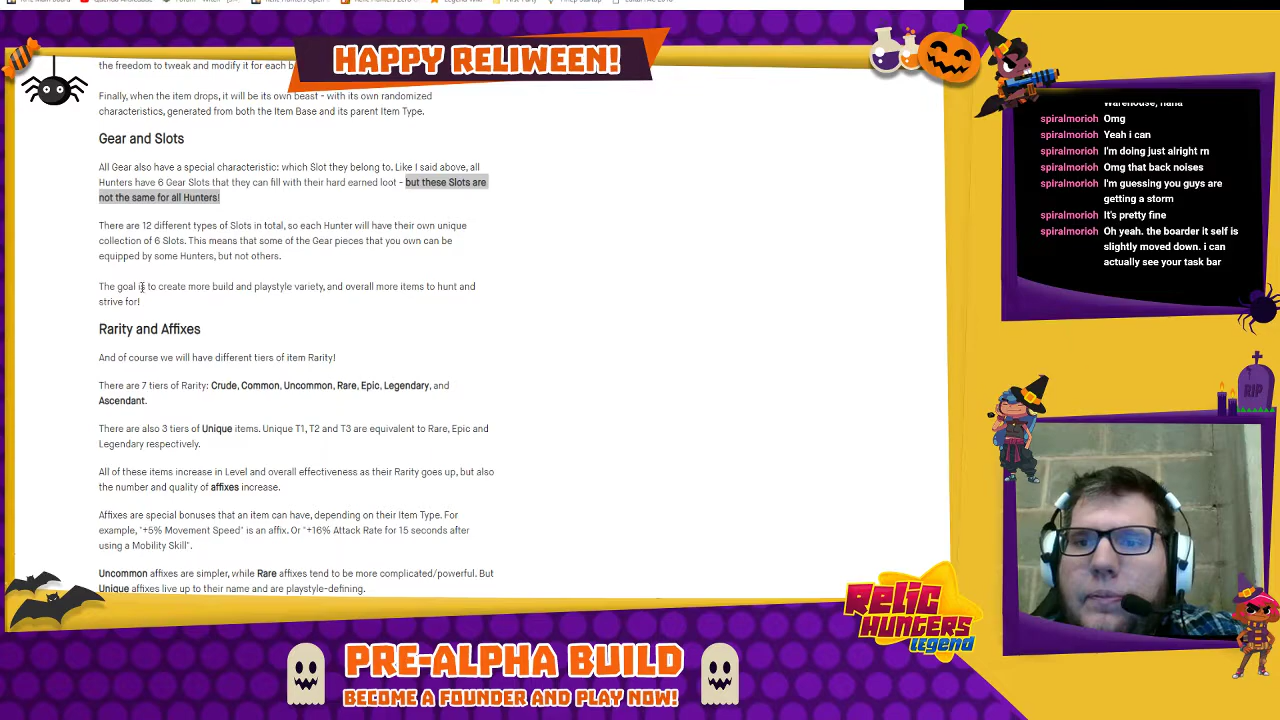 HAPPY RELIWEEN!
the freedom to tweak and modify it for each b
Finally, when the item drops, it will be its own beast - with its own randomized
characteristics, generated from both the Item Base and its parent Item Type.
Gear and Slots
All Gear also have a special characteristic: which Slot they belong to. Like I said above, all
Hunters have 6 Gear Slots that they can fill with their hard earned loot - but these Slots are
not the same for all Hunters!
There are 12 different types of Slots in total, so each Hunter will have their own unique
collection of 6 Slots. This means that some of the Gear pieces that you own can be
equipped by some Hunters, but not others.
The goal is to create more build and playstyle variety, and overall more items to hunt and
strive for!
Rarity and Affixes
And of course we will have different tiers of item Rarity!
There are 7 tiers of Rarity: Crude, Common, Uncommon, Rare, Epic, Legendary, and
Ascendant.
There are also 3 tiers of Unique items. Unique T1, T2 and T3 are equivalent to Rare, Epic and
Legendary respectively.
All of these items increase in Level and overall effectiveness as their Rarity goes up, but also
the number and quality of affixes increase.
Affixes are special bonuses that an item can have, depending on their Item Type. For
example, "+5% Movement Speed" is an affix. Or "+16% Attack Rate for 15 seconds after
using a Mobility Skill".
Uncommon affixes are simpler, while Rare affixes tend to be more complicated/powerful. But
Unique affixes live up to their name and are playstyle-defining.
Warehouse, haha
spiralmorioh Omg
spiralmorioh Yeah i can
spiralmorioh I'm doing just alright rn
spiralmorioh Omg that back noises
spiralmorioh I'm guessing you guys are
getting a storm
spiralmorioh It's pretty fine
spiralmorioh Oh yeah. the boarder it self is
slightly moved down. i can
actually see your task bar
RIP
RELIC
HUNTERS
LEGEND
PRE-ALPHA BUILD
BECOME A FOUNDER AND PLAY NOW!